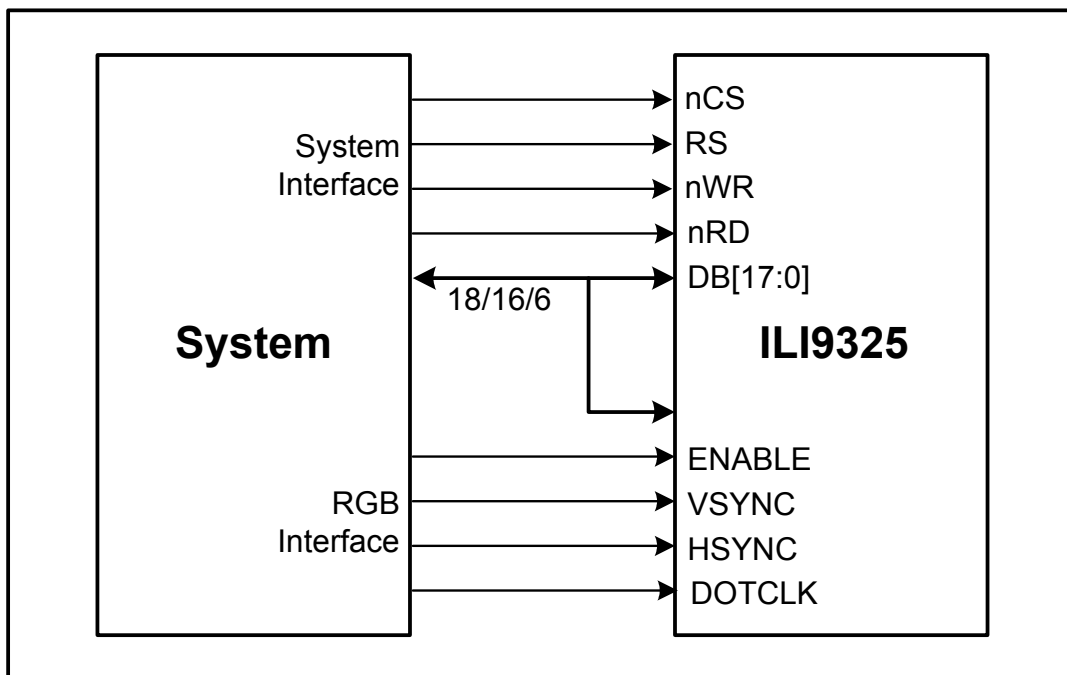 System
Interface
18/16/6
System
RGB
Interface
nCS
RS
nWR
nRD
DB[17:0]
ILI9325
ENABLE
VSYNC
HSYNC
DOTCLK